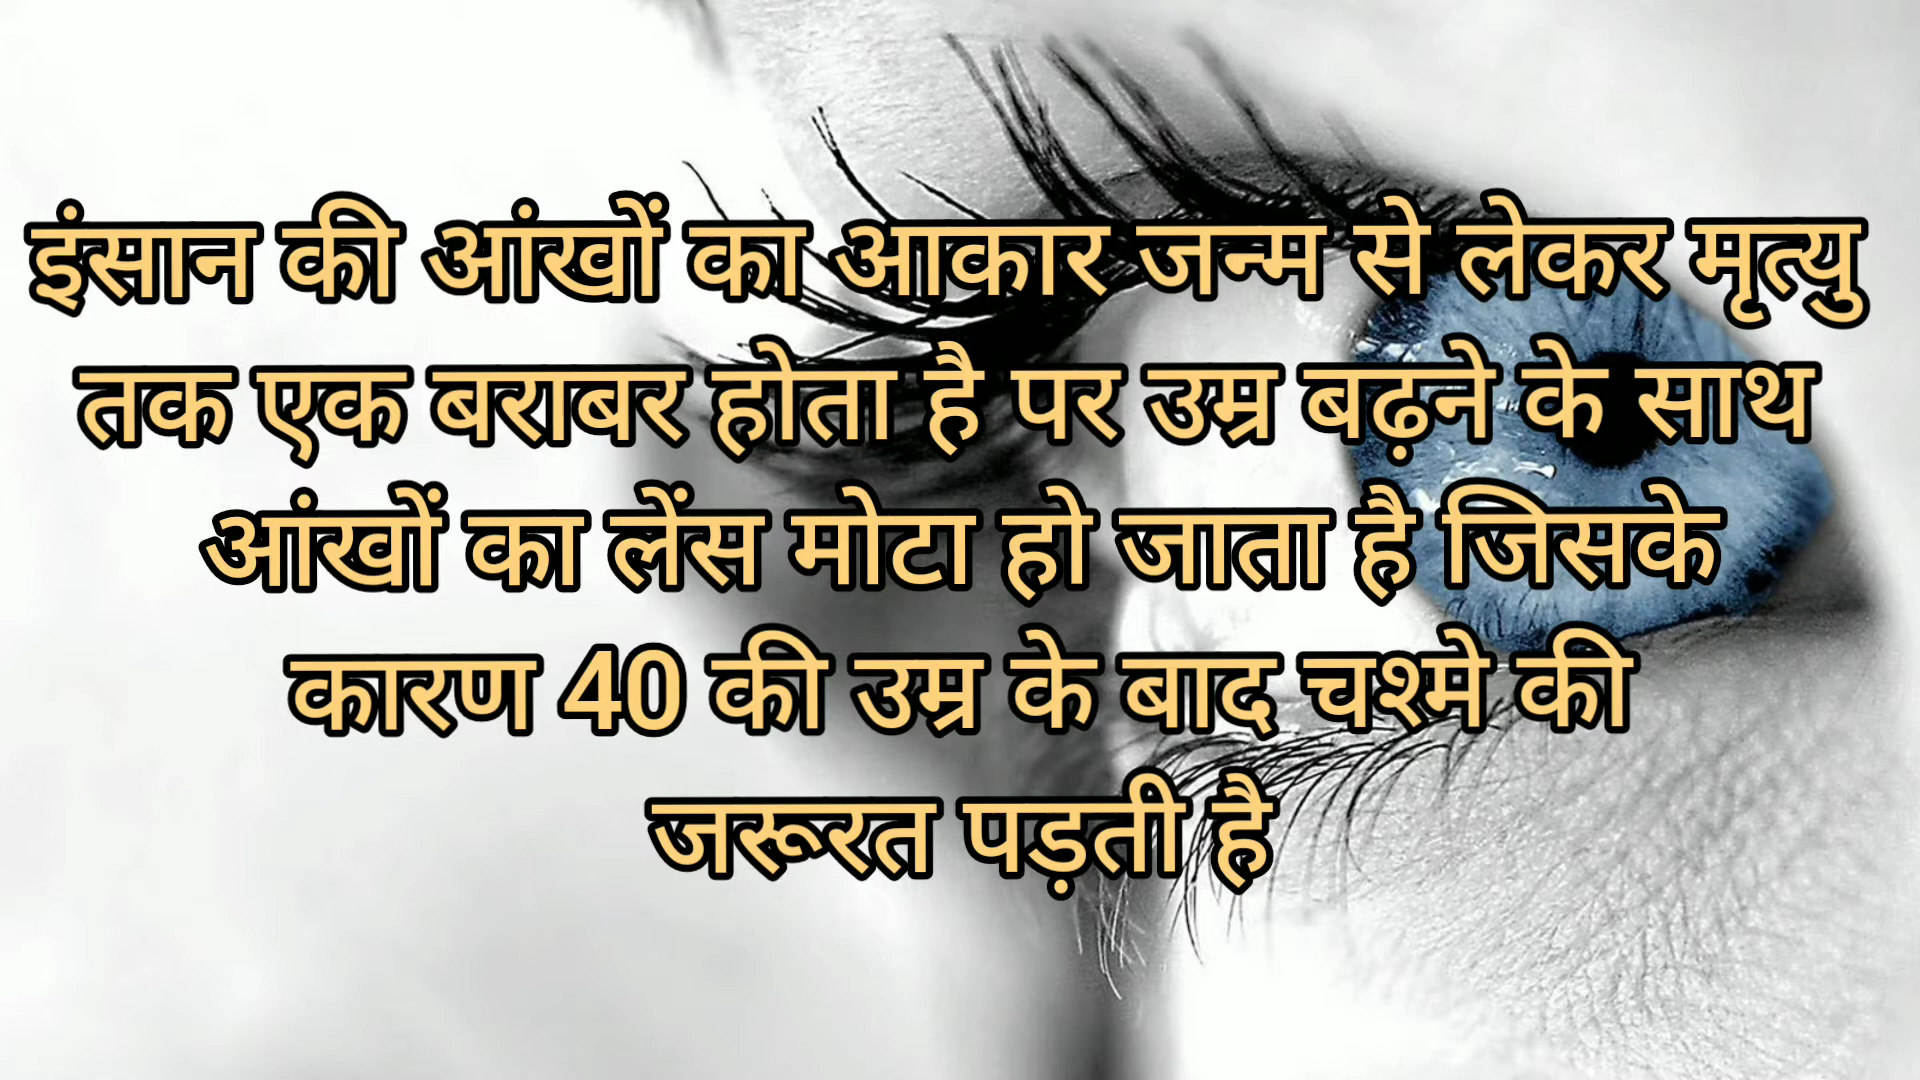 इंसान की आंखों का आकार जन्म से लेकर मृत्यु
तक एक बराबर होता है पर उम्र बढ़ने के साथ
आंखों का लेंस मोटा हो जाता है जिसके
कारण 40 की उम्र के बाद चश्मे की
जरूरत पड़ती है